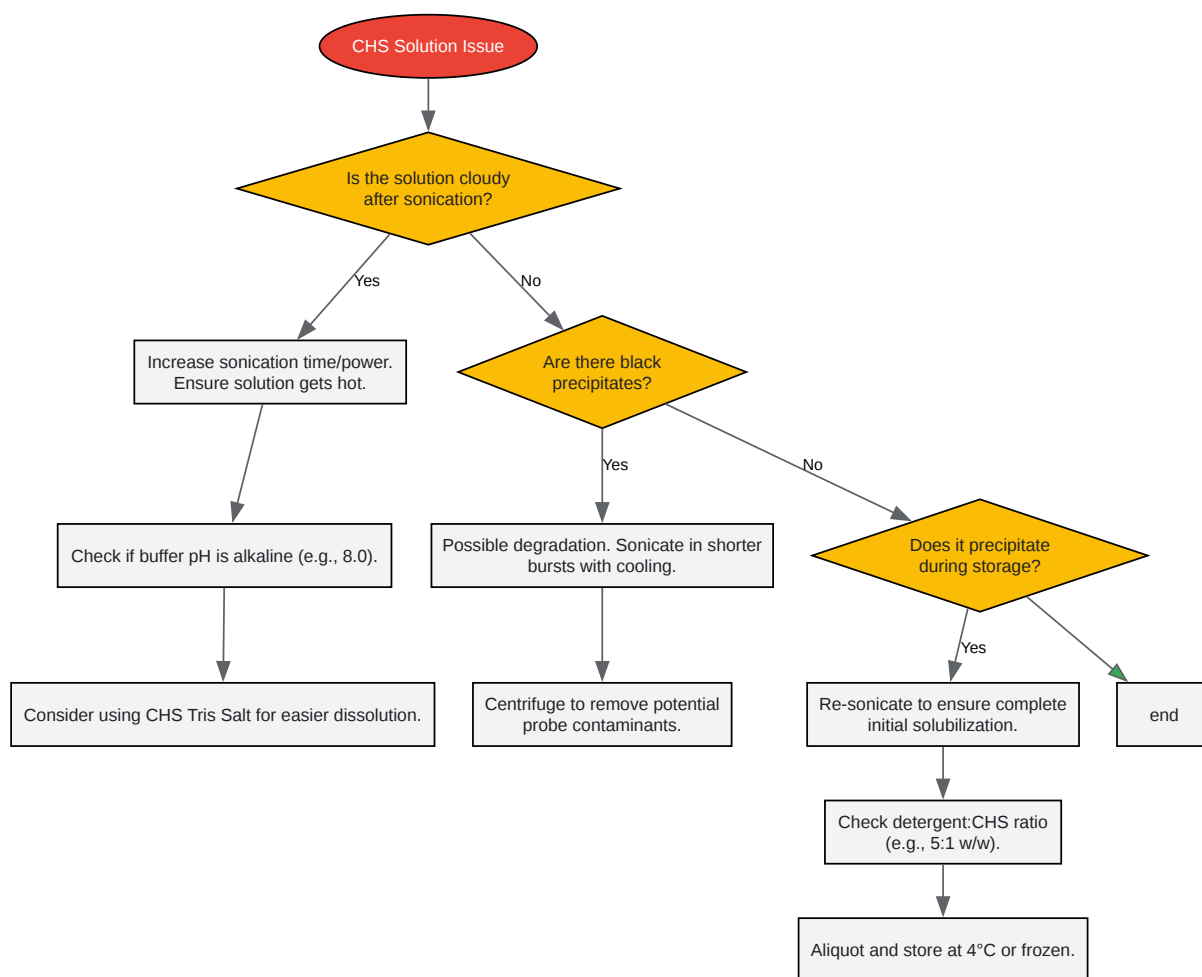 CHS Solution Issue
Is the solution cloudy
after sonication?
Yes
No
Increase sonication time/power.
Ensure solution gets hot.
Are there black
precipitates?
Yes
No
Check if buffer pH is alkaline (e.g., 8.0).
Possible degradation. Sonicate in shorter
bursts with cooling.
Does it precipitate
during storage?
Yes
Consider using CHS Tris Salt for easier dissolution.
Centrifuge to remove potential
probe contaminants.
Re-sonicate to ensure complete
initial solubilization.
end
Check detergent:CHS ratio
(e.g., 5:1 w/w).
Aliquot and store at 4°C or frozen.